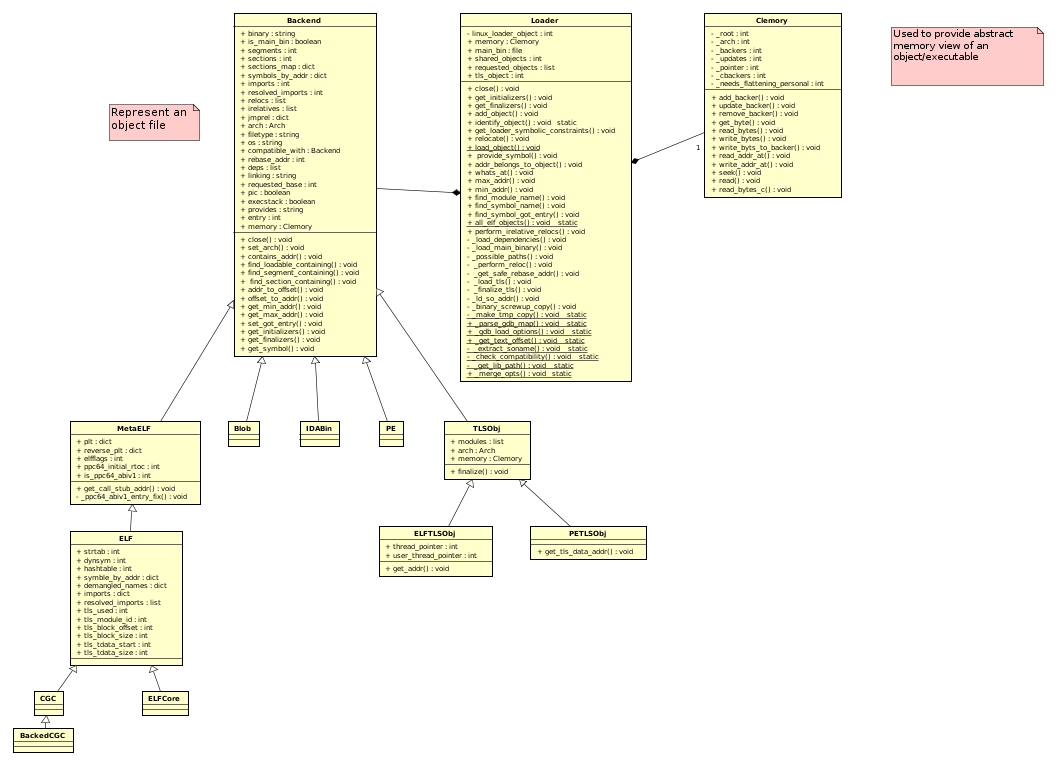 Backend
+ binary : string
+ is_main_bin : boolean
+ segments : int
+ sections : int
+ sections_map : dict
+ symbols_by_addr : dict
+ imports : int
+ resolved_imports : int
+ relocs : list
+ irelatives : list
+ jmprel : dict
+ arch : Arch
+ filetype : string
+ os : string
+ compatible_with : Backend
+ rebase_addr : int
+ deps : list
+ linking : string
+ requested_base : int
+ pic : boolean
+ execstack : boolean
+ provides : string
+ entry : int
+ memory : Clemory
+ close() : void
+ set_arch() : void
+ contains_addr() : void
+ find_loadable_containing() : void
+ find_segment_containing() : void
+ find_section_containing() : void
+ addr_to_offset() : void
+ offset_to_addr() : void
+ get_min_addr() : void
+ get_max_addr() : void
+ set_got_entry() : void
+ get_initializers() : void
+ get_finalizers() : void
+ get_symbol() : void
Loader
- linux_loader_object : int
+ memory : Clemory
+ main_bin : file
+ shared_objects : int
+ requested_objects : list
+ tls_object : int
+ close() : void
+ get_initializers() : void
+ get_finalizers() : void
+ add_object() : void
+ identify_object() : void static
+ get_loader_symbolic_constraints() : void
+ relocate() : void
+ load_object() : void
+ provide_symbol() : void
+ addr_belongs_to_object() : void
+ whats_at() : void
+ max_addr() : void
+ min_addr() : void
+ find_module_name() : void
+ find_symbol_name() : void
+ find_symbol_got_entry() : void
+ all_elf_objects() : void static
+ perform_irelative_relocs() : void
- _load_dependencies() : void
- _load_main_binary() : void
- _possible_paths() : void
- _perform_reloc() : void
- _get_safe_rebase_addr() : void
- _load_tls() : void
- _finalize_tls() : void
- _ld_so_addr() : void
- _binary_screwup_copy() : void
- _make_tmp_copy() : void static
+ _parse_gdb_map() : void static
+ _gdb_load_options() : void static
+ _get_text_offset() : void static
- _extract_soname() : void static
- _check_compatibility() : void static
- _get_lib_path() : void static
+ _merge_opts() : void static
Clemory
- _root : int
- _arch : int
- _backers : int
- _updates : int
- _pointer : int
- _cbackers : int
- _needs_flattening_personal : int
+ add_backer() : void
+ update_backer() : void
+ remove_backer() : void
+ get_byte() : void
+ read_bytes() : void
+ write_bytes() : void
+ write_byts_to_backer() : void
+ read_addr_at() : void
+ write_addr_at() : void
+ seek() : void
+ read() : void
+ read_bytes_c() : void
Used to provide abstract
memory view of an
object/executable
Represent an
object file
1
MetaELF
+ plt : dict
+ reverse_plt : dict
+ elfflags : int
+ ppc64_initial_rtoc : int
+ is_ppc64_abiv1 : int
+ get_call_stub_addr() : void
- _ppc64_abiv1_entry_fix() : void
Blob
IDABin
PE
TLSObj
+ modules : list
+ arch : Arch
+ memory : Clemory
+ finalize() : void
ELF
+ strtab : int
+ dynsym : int
+ hashtable : int
+ symble_by_addr : dict
+ demangled_names : dict
+ imports : dict
+ resolved_imports : list
+ tls_used : int
+ tls_module_id : int
+ tls_block_offset : int
+ tls_block_size : int
+ tls_tdata_start : int
+ tls_tdata_size : int
ELFTLSObj
+ thread_pointer : int
+ user_thread_pointer : int
+ get_addr() : void
PETLSObj
+ get_tls_data_addr() : void
CGC
ELFCore
BackedCGC